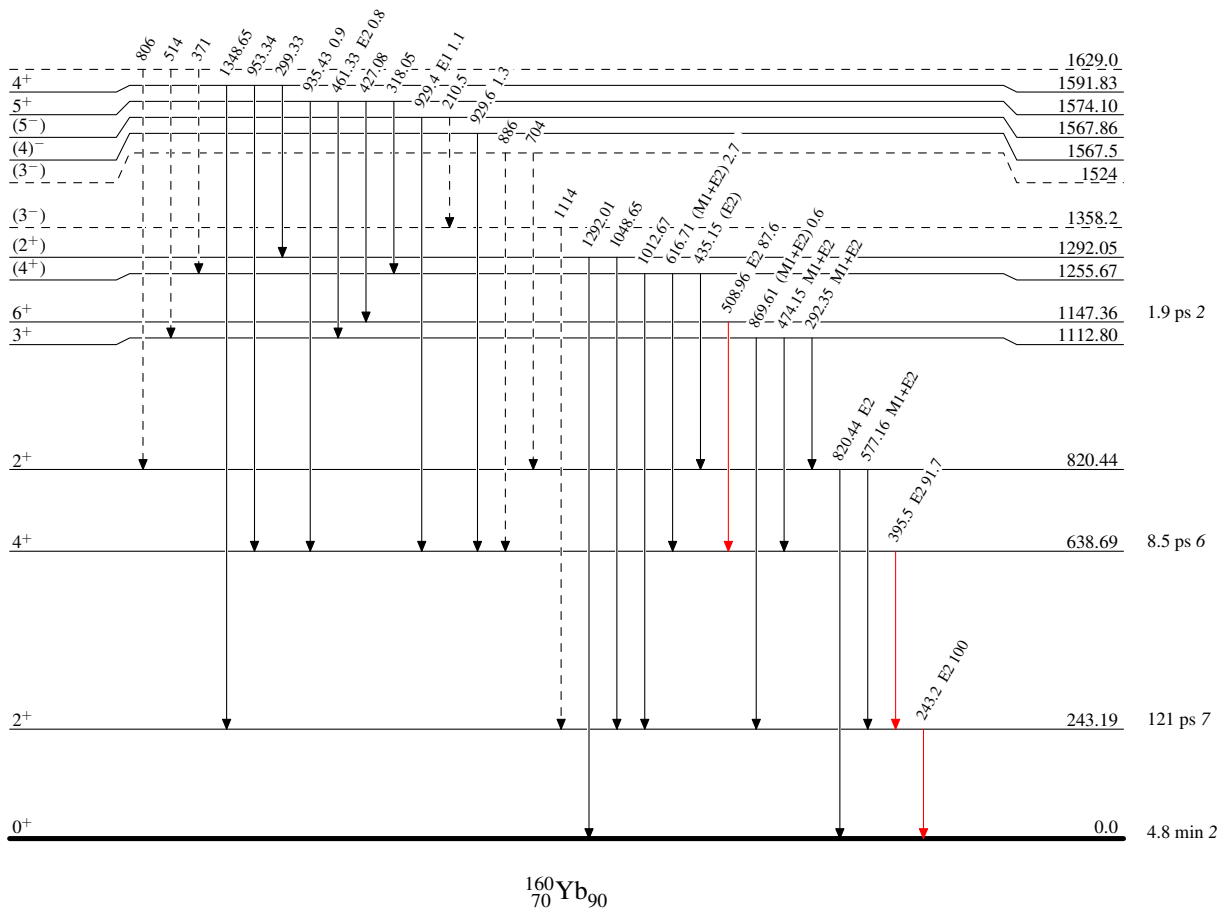 806
514
371
1348.65
953.34
299.33
935.43 0.9
461.33 E2 0.8
427.08
318.05
929.4 E1 1.1
210.5
929.6 1.3
886
704
1629.0
4⁺ 1591.83
5⁺ 1574.10
(5⁻) 1567.86
(4)⁻ 1567.5
(3⁻) 1524
1114
1292.01
1048.65
1012.67
616.71 (M1+E2) 2.7
435.15 (E2)
(3⁻) 1358.2
(2⁺) 1292.05
(4⁺) 1255.67
508.96 E2 87.6
869.61 (M1+E2) 0.6
474.15 M1+E2
292.35 M1+E2
6⁺ 1147.36 1.9 ps 2
3⁺ 1112.80
820.44 E2
577.16 M1+E2
2⁺ 820.44
395.5 E2 91.7
4⁺ 638.69 8.5 ps 6
243.2 E2 100
2⁺ 243.19 121 ps 7
0⁺ 0.0 4.8 min 2
¹⁶⁰₇₀Yb₉₀